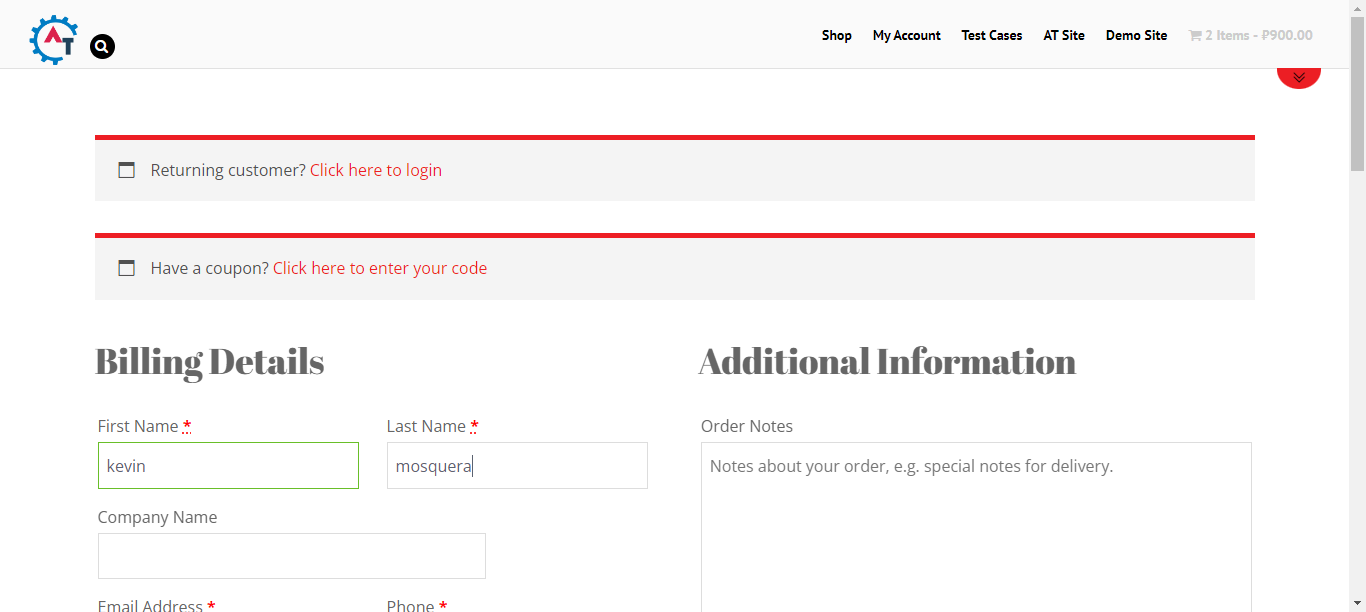 AT
Shop My Account Test Cases AT Site Demo Site 2 Items - ₽900.00
Returning customer? Click here to login
Have a coupon? Click here to enter your code
Billing Details
Additional Information
First Name *
Last Name *
Order Notes
kevin
mosquera
Notes about your order, e.g. special notes for delivery.
Company Name
Email Address *
Phone *